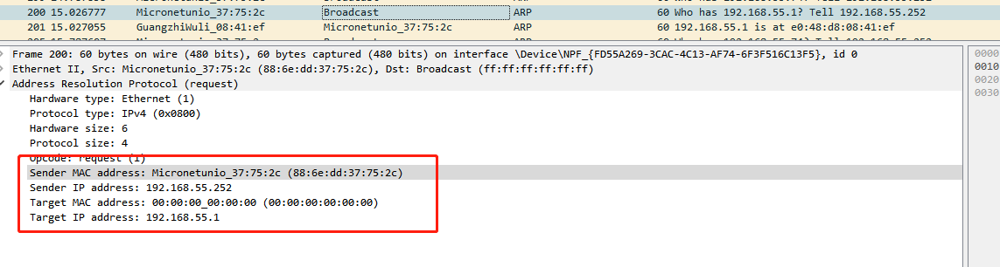 200 15.026777 Micronetunio_37:75:2c Broadcast ARP 60 Who has 192.168.55.1? Tell 192.168.55.252
201 15.027055 GuangzhiWuli_08:41:ef Micronetunio_37:75:2c ARP 60 192.168.55.1 is at e0:48:d8:08:41:ef
Frame 200: 60 bytes on wire (480 bits), 60 bytes captured (480 bits) on interface \Device\NPF_{FD55A269-3CAC-4C13-AF74-6F3F516C13F5}, id 0
Ethernet II, Src: Micronetunio_37:75:2c (88:6e:dd:37:75:2c), Dst: Broadcast (ff:ff:ff:ff:ff:ff)
Address Resolution Protocol (request)
Hardware type: Ethernet (1)
Protocol type: IPv4 (0x0800)
Hardware size: 6
Protocol size: 4
Opcode: request (1)
Sender MAC address: Micronetunio_37:75:2c (88:6e:dd:37:75:2c)
Sender IP address: 192.168.55.252
Target MAC address: 00:00:00_00:00:00 (00:00:00:00:00:00)
Target IP address: 192.168.55.1
0000
0010
0020
0030